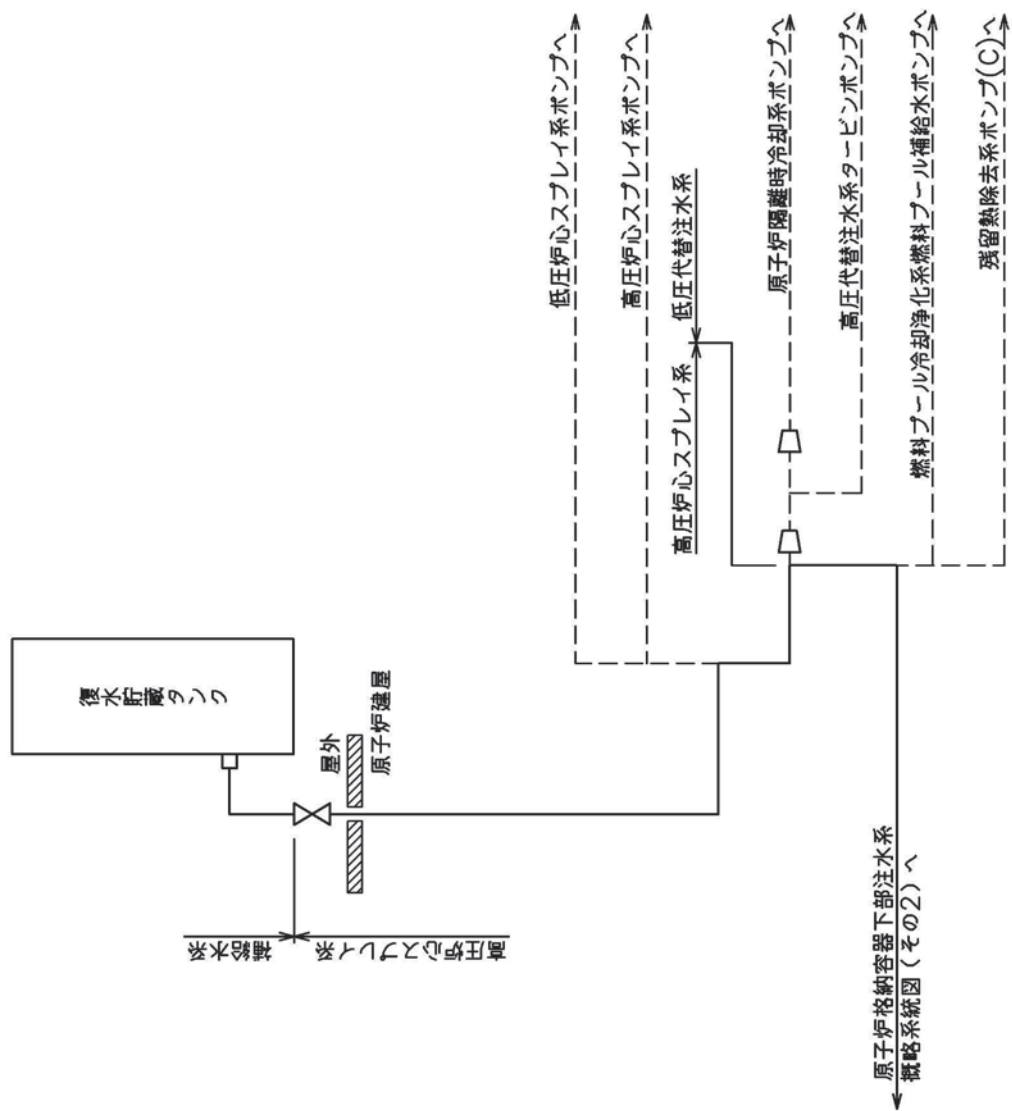 低圧炉心スプレイ系ポンプへ
高圧炉心スプレイ系ポンプへ
高圧炉心スプレイ系
低圧代替注水系
原子炉隔離時冷却系ポンプへ
高圧代替注水系タービンポンプへ
燃料プール冷却浄化系燃料プール補給水ポンプへ
残留熱除去系ポンプ(C)へ
復水貯蔵タンク
屋外
原子炉建屋
補給水系
高圧炉心スプレイ系
原子炉格納容器下部注水系
概略系統図(その2)へ